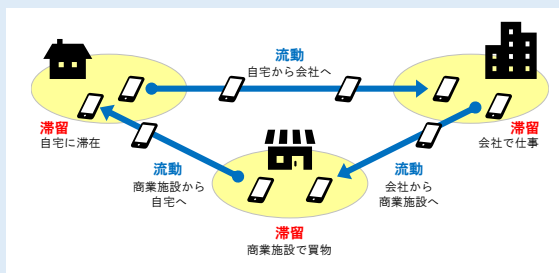 流動
自宅から会社へ
滞留
自宅に滞在
滞留
会社で仕事
流動
商業施設から
自宅へ
流動
会社から
商業施設へ
滞留
商業施設で買物